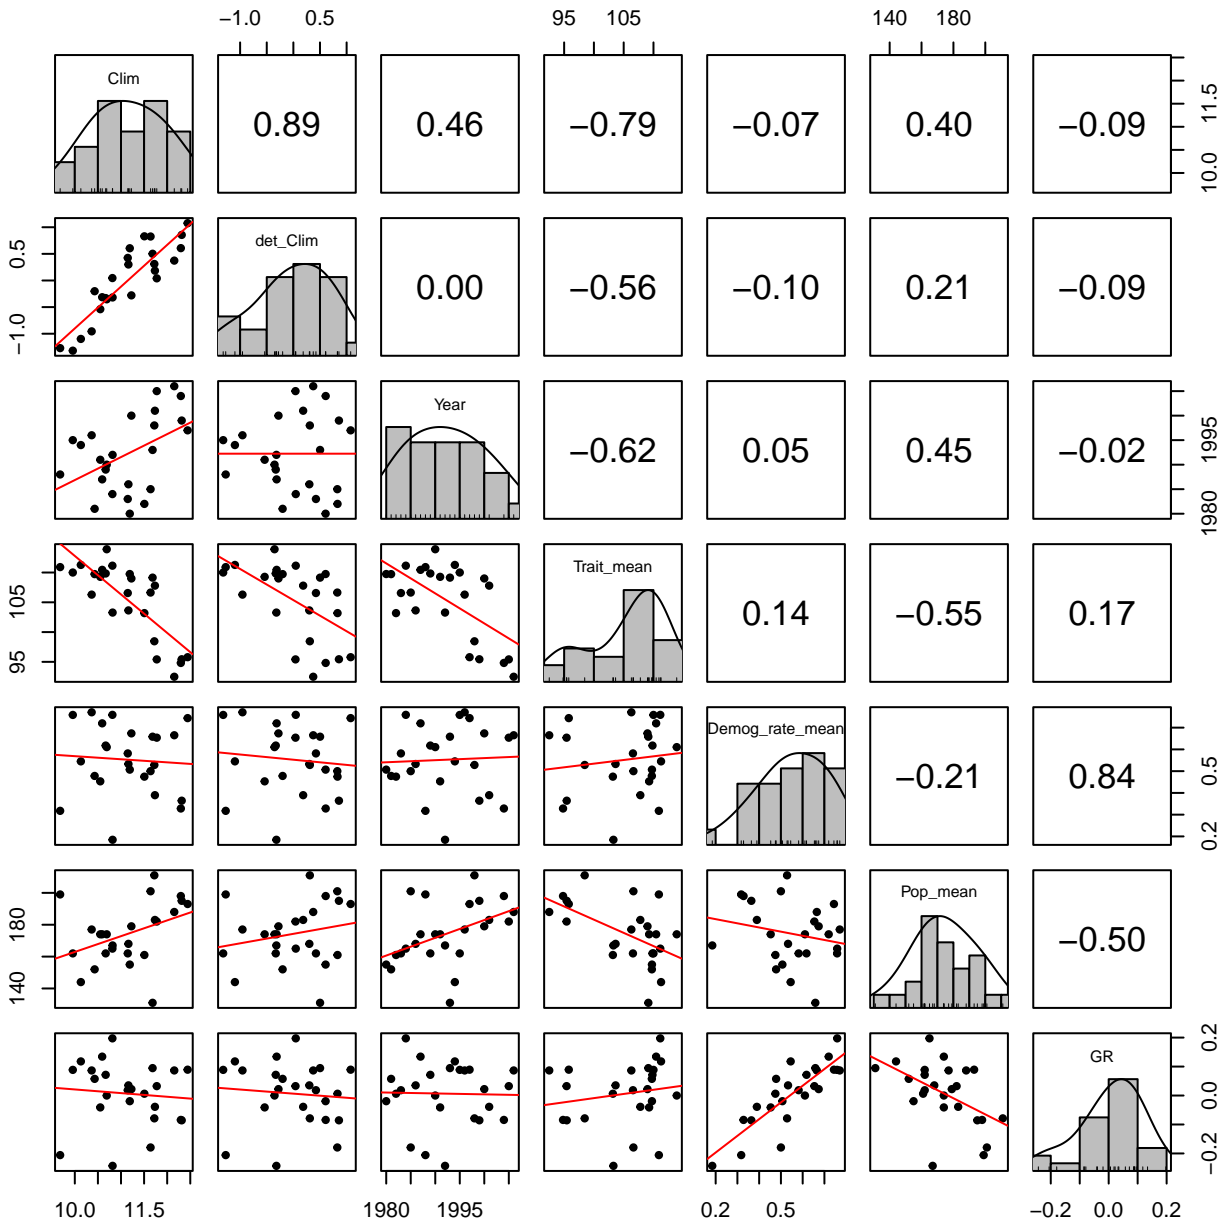 −1.0 0.5 95 105 140 180
Clim 0.89 0.46 −0.79 −0.07 0.40 −0.09 10.0 11.5
−1.0 0.5 det_Clim 0.00 −0.56 −0.10 0.21 −0.09
Year −0.62 0.05 0.45 −0.02 1980 1995
95 105 Trait_mean 0.14 −0.55 0.17
Demog_rate_mean −0.21 0.84 0.2 0.5
140 180 Pop_mean −0.50
GR −0.2 0.0 0.2
10.0 11.5 1980 1995 0.2 0.5 −0.2 0.0 0.2